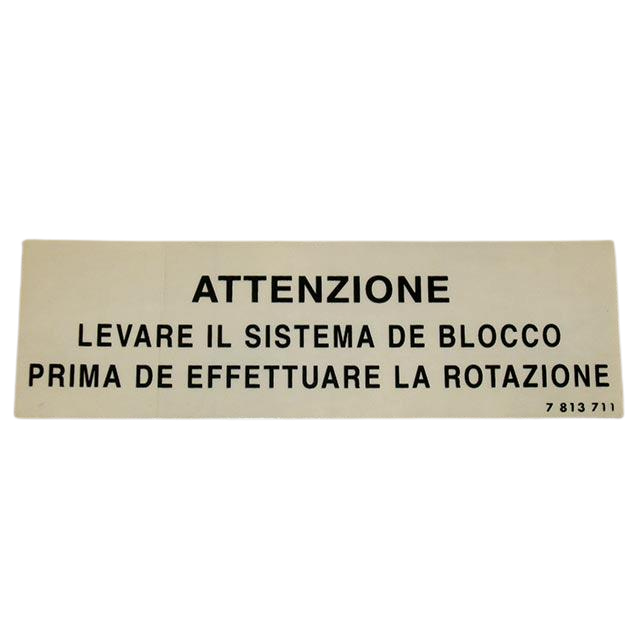 ATTENZIONE
LEVARE IL SISTEMA DE BLOCCO
PRIMA DE EFFETTUARE LA ROTAZIONE
7 813 711